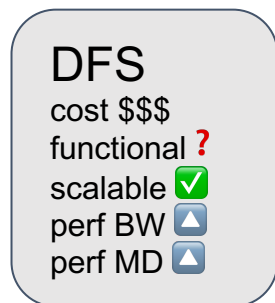 DFS
cost $$$
functional ❓
scalable ✅
perf BW 🔼
perf MD 🔼